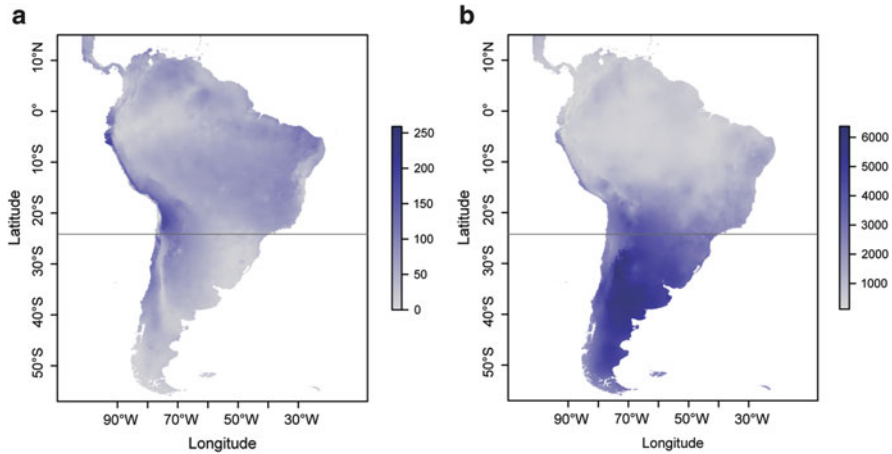 a
10°N
0°
10°S
20°S
30°S
40°S
50°S
Latitude
90°W 70°W 50°W 30°W
Longitude
250
200
150
100
50
0
b
10°N
0°
10°S
20°S
30°S
40°S
50°S
Latitude
90°W 70°W 50°W 30°W
Longitude
6000
5000
4000
3000
2000
1000